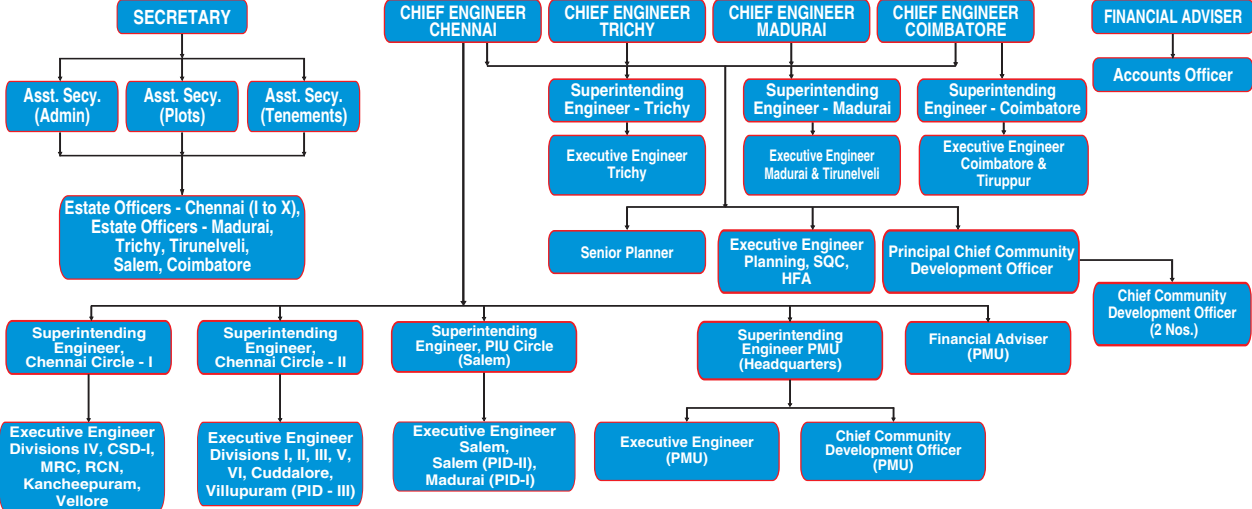 SECRETARY
CHIEF ENGINEER
CHENNAI
CHIEF ENGINEER
TRICHY
CHIEF ENGINEER
MADURAI
CHIEF ENGINEER
COIMBATORE
FINANCIAL ADVISER
Accounts Officer
Asst. Secy.
(Admin)
Asst. Secy.
(Plots)
Asst. Secy.
(Tenements)
Superintending
Engineer - Trichy
Superintending
Engineer - Madurai
Superintending
Engineer - Coimbatore
Executive Engineer
Trichy
Executive Engineer
Madurai & Tirunelveli
Executive Engineer
Coimbatore &
Tiruppur
Estate Officers - Chennai (I to X),
Estate Officers - Madurai,
Trichy, Tirunelveli,
Salem, Coimbatore
Senior Planner
Executive Engineer
Planning, SQC,
HFA
Principal Chief Community
Development Officer
Chief Community
Development Officer
(2 Nos.)
Superintending
Engineer,
Chennai Circle - I
Superintending
Engineer,
Chennai Circle - II
Superintending
Engineer, PIU Circle
(Salem)
Superintending
Engineer PMU
(Headquarters)
Financial Adviser
(PMU)
Executive Engineer
Divisions IV, CSD-I,
MRC, RCN,
Kancheepuram,
Vellore
Executive Engineer
Divisions I, II, III, V,
VI, Cuddalore,
Villupuram (PID - III)
Executive Engineer
Salem,
Salem (PID-II),
Madurai (PID-I)
Executive Engineer
(PMU)
Chief Community
Development Officer
(PMU)